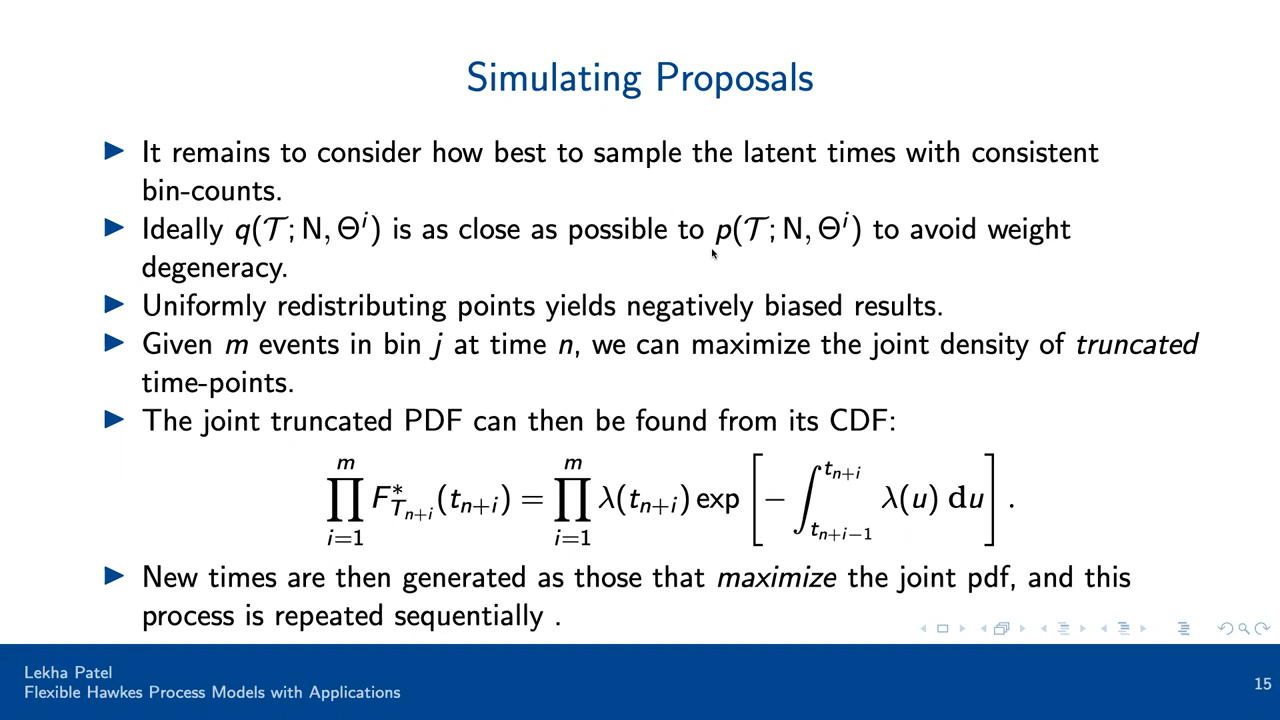 Simulating Proposals
▶ It remains to consider how best to sample the latent times with consistent
bin-counts.
▶ Ideally q(𝒯; N, Θ^i) is as close as possible to p(𝒯; N, Θ^i) to avoid weight
degeneracy.
▶ Uniformly redistributing points yields negatively biased results.
▶ Given m events in bin j at time n, we can maximize the joint density of truncated
time-points.
▶ The joint truncated PDF can then be found from its CDF:
∏_{i=1}^{m} F^*_{T_{n+i}}(t_{n+i}) = ∏_{i=1}^{m} λ(t_{n+i}) exp [ − ∫_{t_{n+i−1}}^{t_{n+i}} λ(u) du ] .
▶ New times are then generated as those that maximize the joint pdf, and this
process is repeated sequentially .
Lekha Patel
Flexible Hawkes Process Models with Applications
15